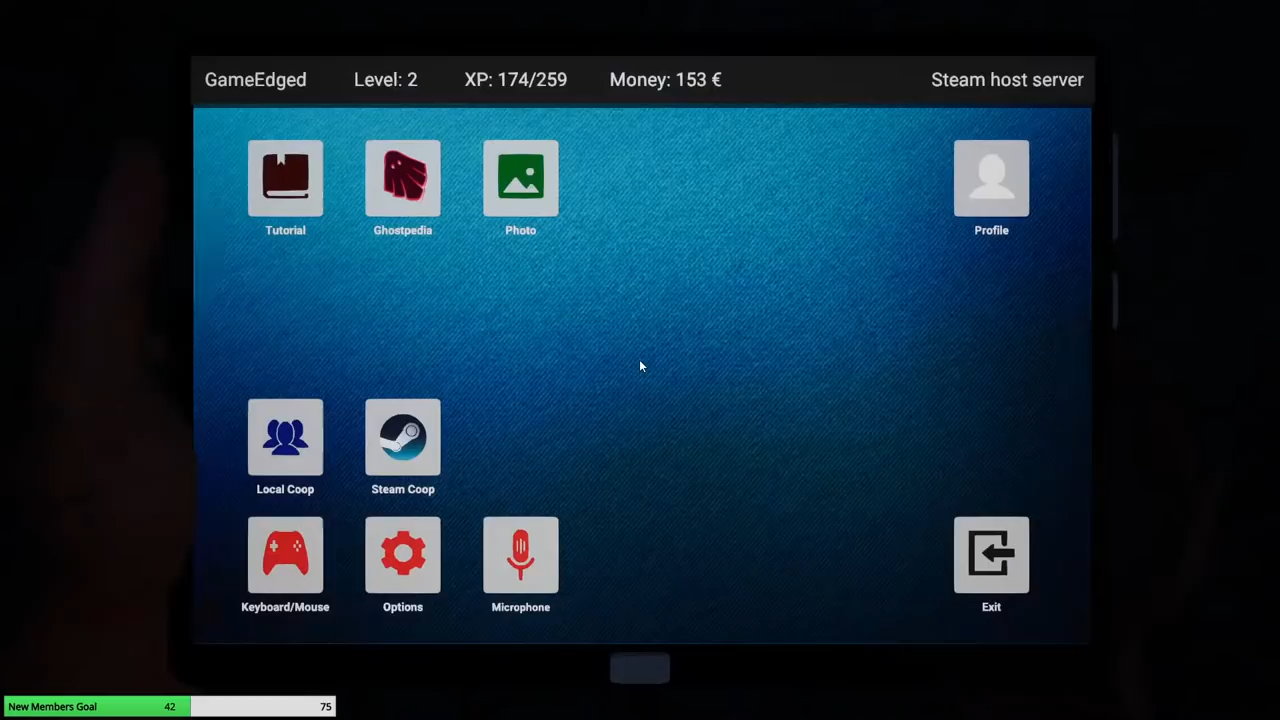 GameEdged Level: 2 XP: 174/259 Money: 153 € Steam host server
Tutorial Ghostpedia Photo Profile
Local Coop Steam Coop
Keyboard/Mouse Options Microphone Exit
New Members Goal 42 75